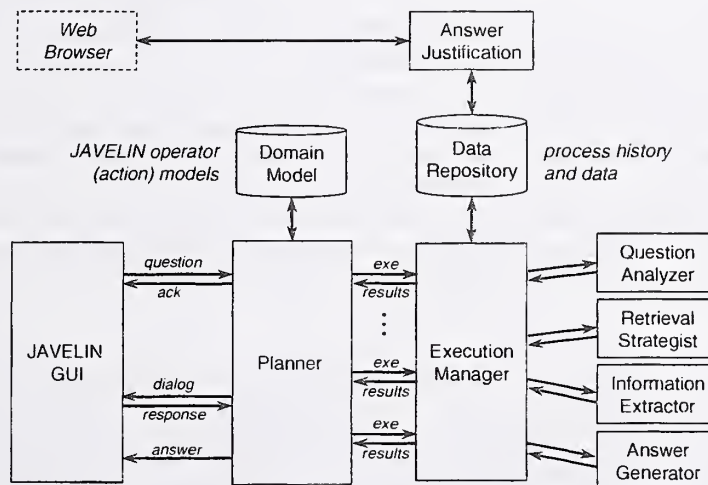 Web
Browser
Answer
Justification
JAVELIN operator
(action) models
Domain
Model
Data
Repository
process history
and data
JAVELIN
GUI
question
ack
dialog
response
answer
Planner
exe
results
⋮
exe
results
exe
results
Execution
Manager
Question
Analyzer
Retrieval
Strategist
Information
Extractor
Answer
Generator